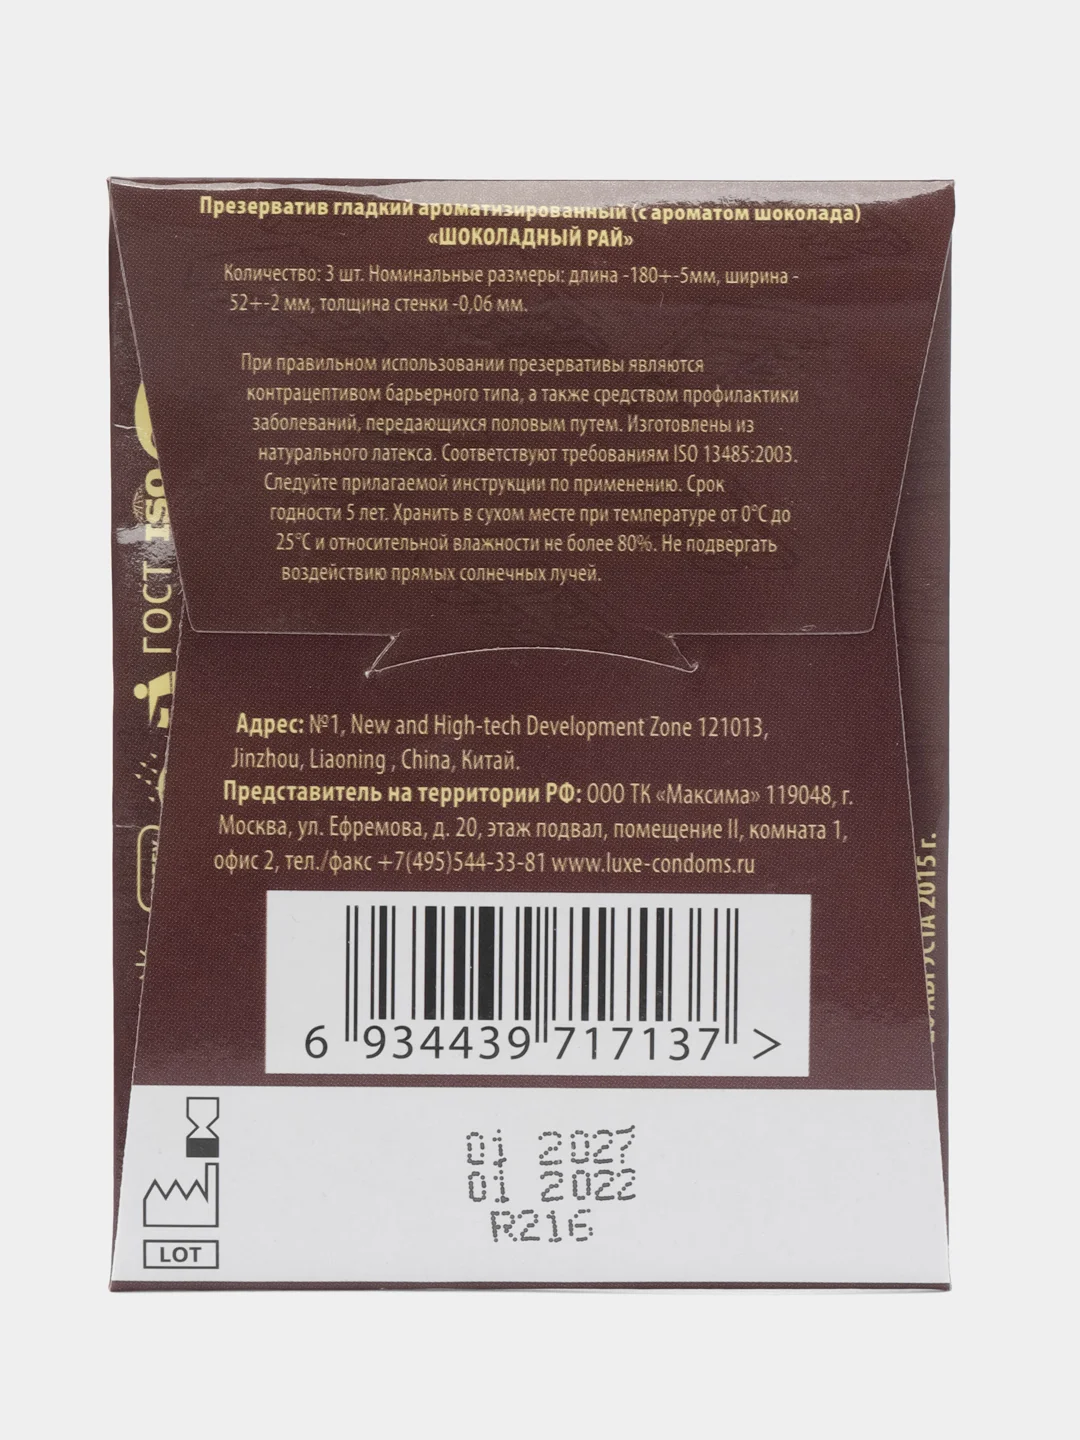 Презерватив гладкий ароматизированный (с ароматом шоколада)
«ШОКОЛАДНЫЙ РАЙ»
Количество: 3 шт. Номинальные размеры: длина -180+-5мм, ширина -
52+-2 мм, толщина стенки -0,06 мм.
При правильном использовании презервативы являются
контрацептивом барьерного типа, а также средством профилактики
заболеваний, передающихся половым путем. Изготовлены из
натурального латекса. Соответствуют требованиям ISO 13485:2003.
Следуйте прилагаемой инструкции по применению. Срок
годности 5 лет. Хранить в сухом месте при температуре от 0°С до
25°С и относительной влажности не более 80%. Не подвергать
воздействию прямых солнечных лучей.
ГОСТ ISO
Адрес: №1, New and High-tech Development Zone 121013,
Jinzhou, Liaoning , China, Китай.
Представитель на территории РФ: ООО ТК «Максима» 119048, г.
Москва, ул. Ефремова, д. 20, этаж подвал, помещение II, комната 1,
офис 2, тел./факс +7(495)544-33-81 www.luxe-condoms.ru
АВГУСТА 2015 г.
6 934439 717137 >
01 2027
01 2022
R216
LOT